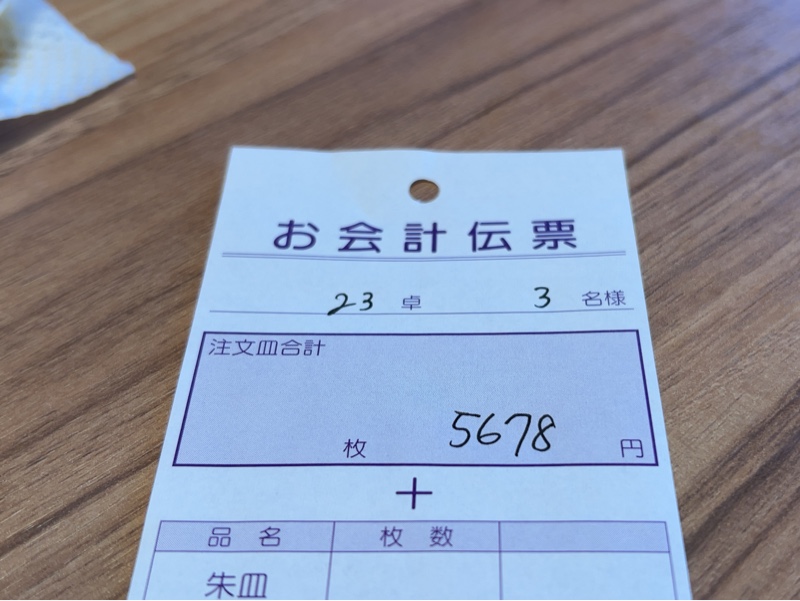 お会計伝票
23 卓 3 名様
注文皿合計
枚 5678 円
+
品名 枚数
朱皿